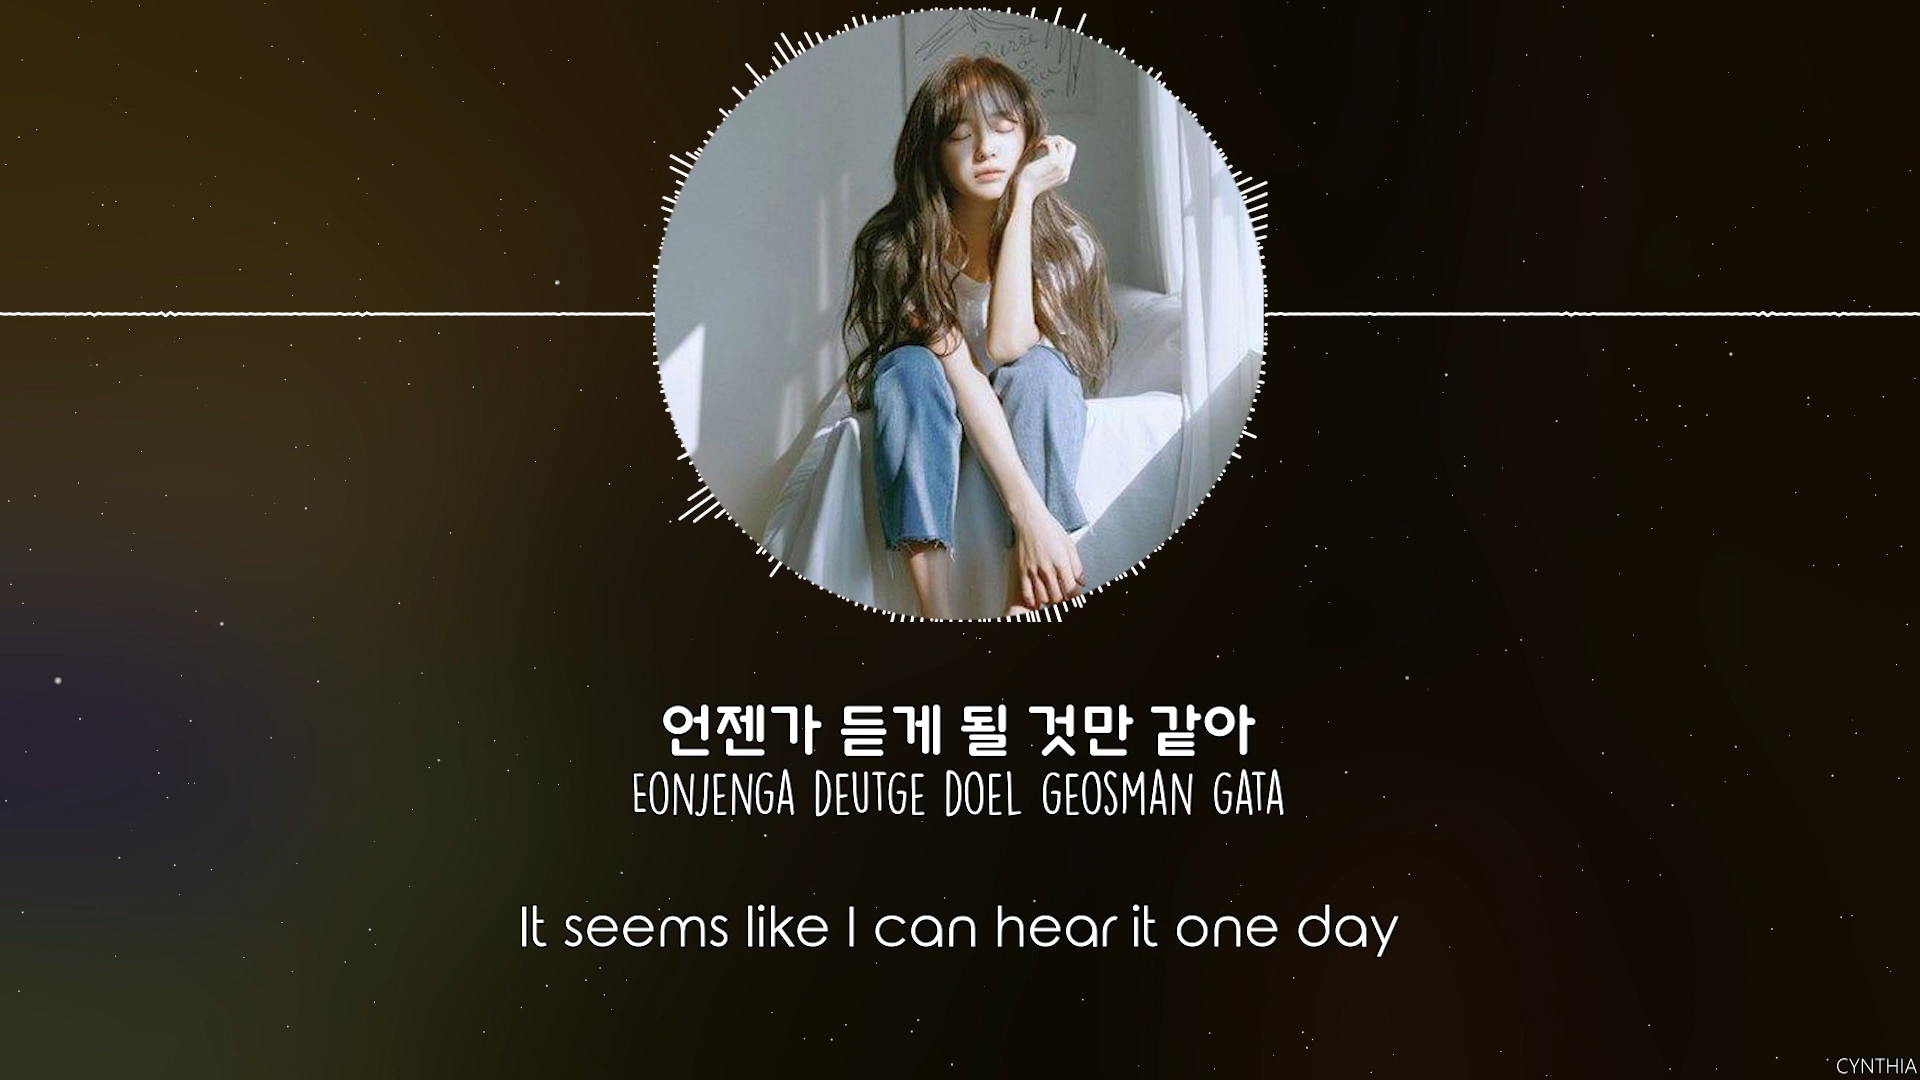 언젠가 듣게 될 것만 같아
EONJENGA DEUTGE DOEL GEOSMAN GATA
It seems like I can hear it one day
CYNTHIA